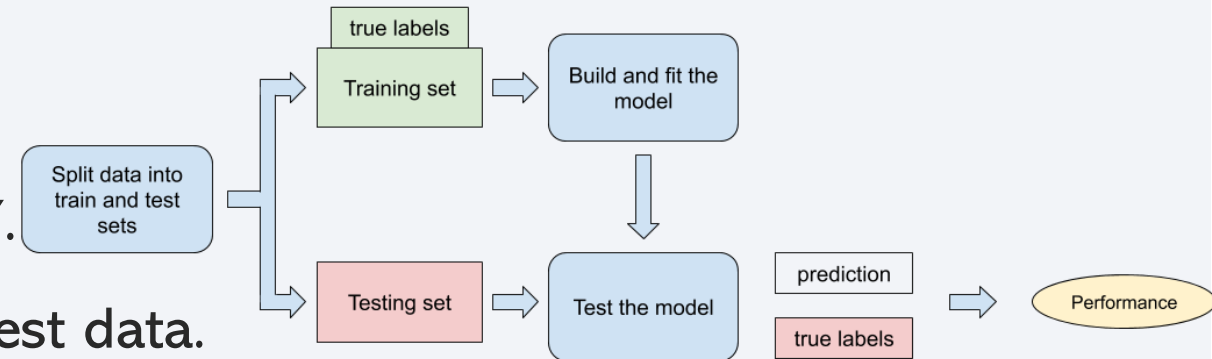 true labels
Training set
Build and fit the
model
Split data into
train and test
sets
Testing set
Test the model
prediction
true labels
Performance
est data.